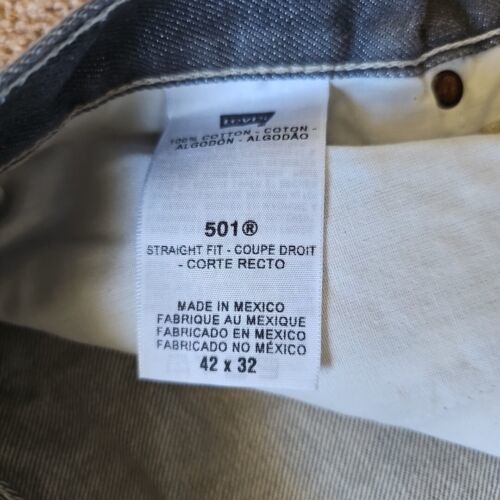 Levi's
100% COTTON - COTON -
ALGODÓN - ALGODÃO
501®
STRAIGHT FIT - COUPE DROIT
- CORTE RECTO
MADE IN MEXICO
FABRIQUE AU MEXIQUE
FABRICADO EN MEXICO
FABRICADO NO MÉXICO
42 x 32